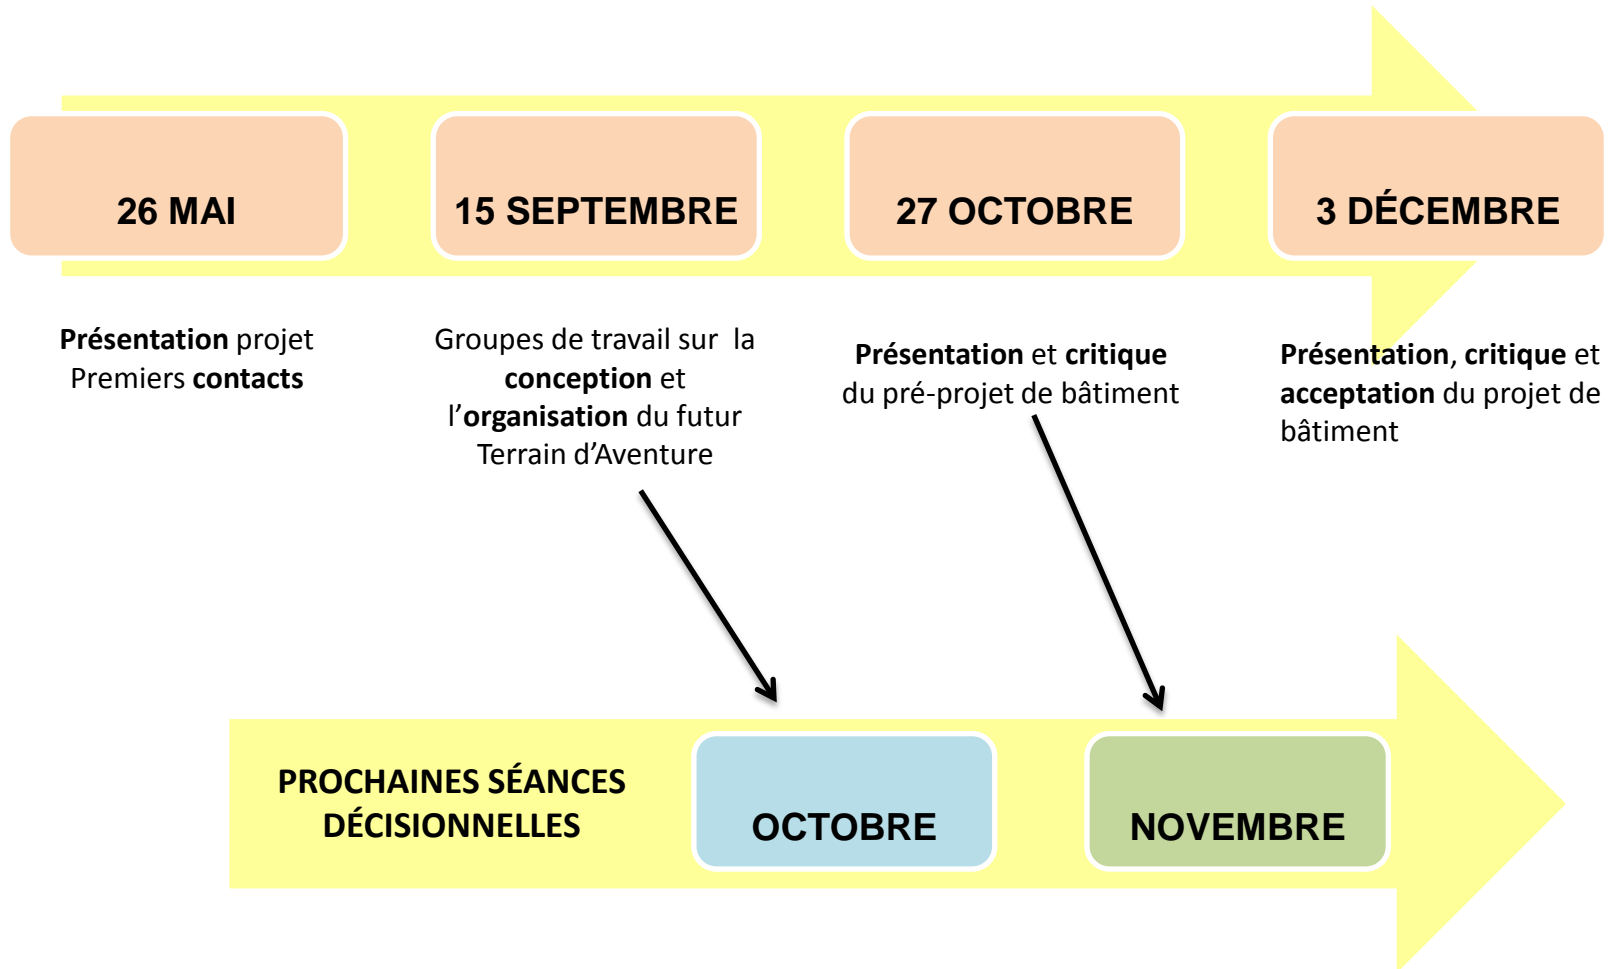 26 MAI
15 SEPTEMBRE
27 OCTOBRE
3 DÉCEMBRE
Présentation projet
Premiers contacts
Groupes de travail sur la
conception et
l’organisation du futur
Terrain d’Aventure
Présentation et critique
du pré-projet de bâtiment
Présentation, critique et
acceptation du projet de
bâtiment
PROCHAINES SÉANCES
DÉCISIONNELLES
OCTOBRE
NOVEMBRE